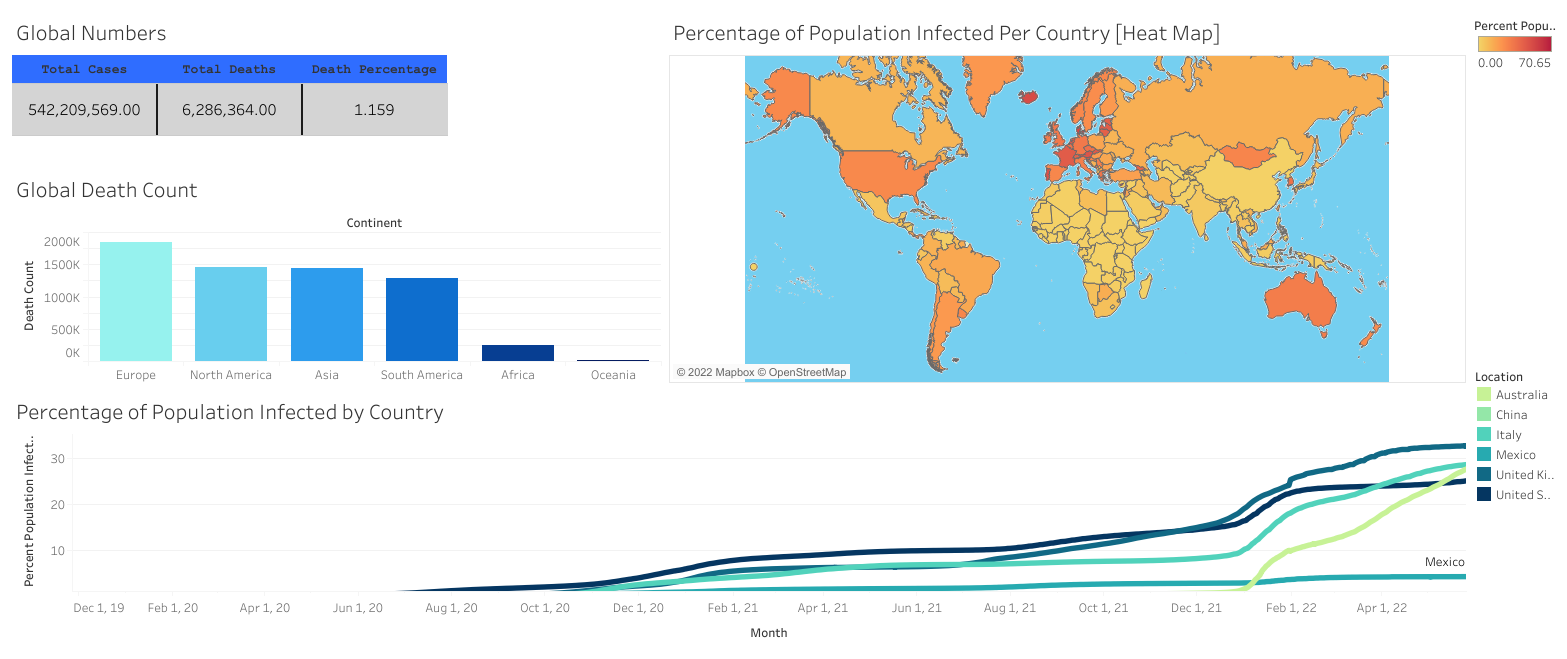 Global Numbers
Total Cases Total Deaths Death Percentage
542,209,569.00 6,286,364.00 1.159
Global Death Count
Continent
Death Count
2000K
1500K
1000K
500K
0K
Europe North America Asia South America Africa Oceania
Percentage of Population Infected Per Country [Heat Map]
© 2022 Mapbox © OpenStreetMap
Percent Popu..
0.00 70.65
Percentage of Population Infected by Country
Percent Population Infect..
30
20
10
Mexico
Dec 1, 19 Feb 1, 20 Apr 1, 20 Jun 1, 20 Aug 1, 20 Oct 1, 20 Dec 1, 20 Feb 1, 21 Apr 1, 21 Jun 1, 21 Aug 1, 21 Oct 1, 21 Dec 1, 21 Feb 1, 22 Apr 1, 22
Month
Location
Australia
China
Italy
Mexico
United Ki..
United S..